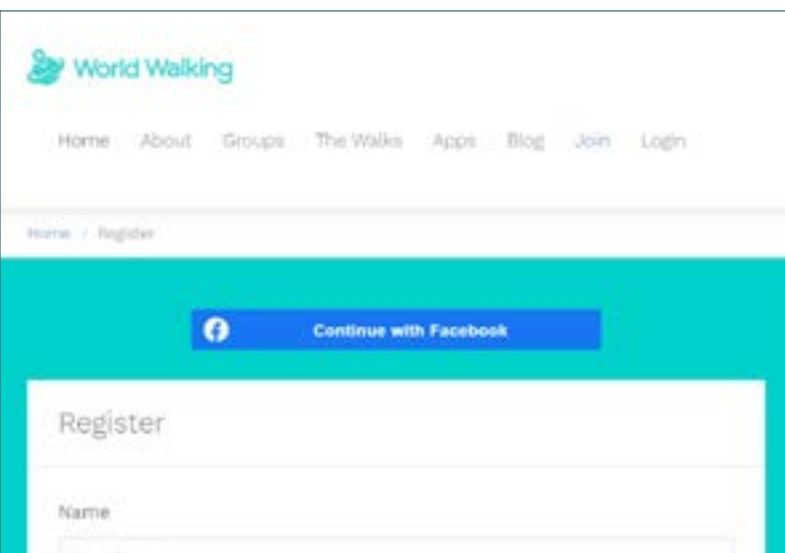 World Walking
Home About Groups The Walks Apps Blog Join Login
Home / Register
Continue with Facebook
Register
Name